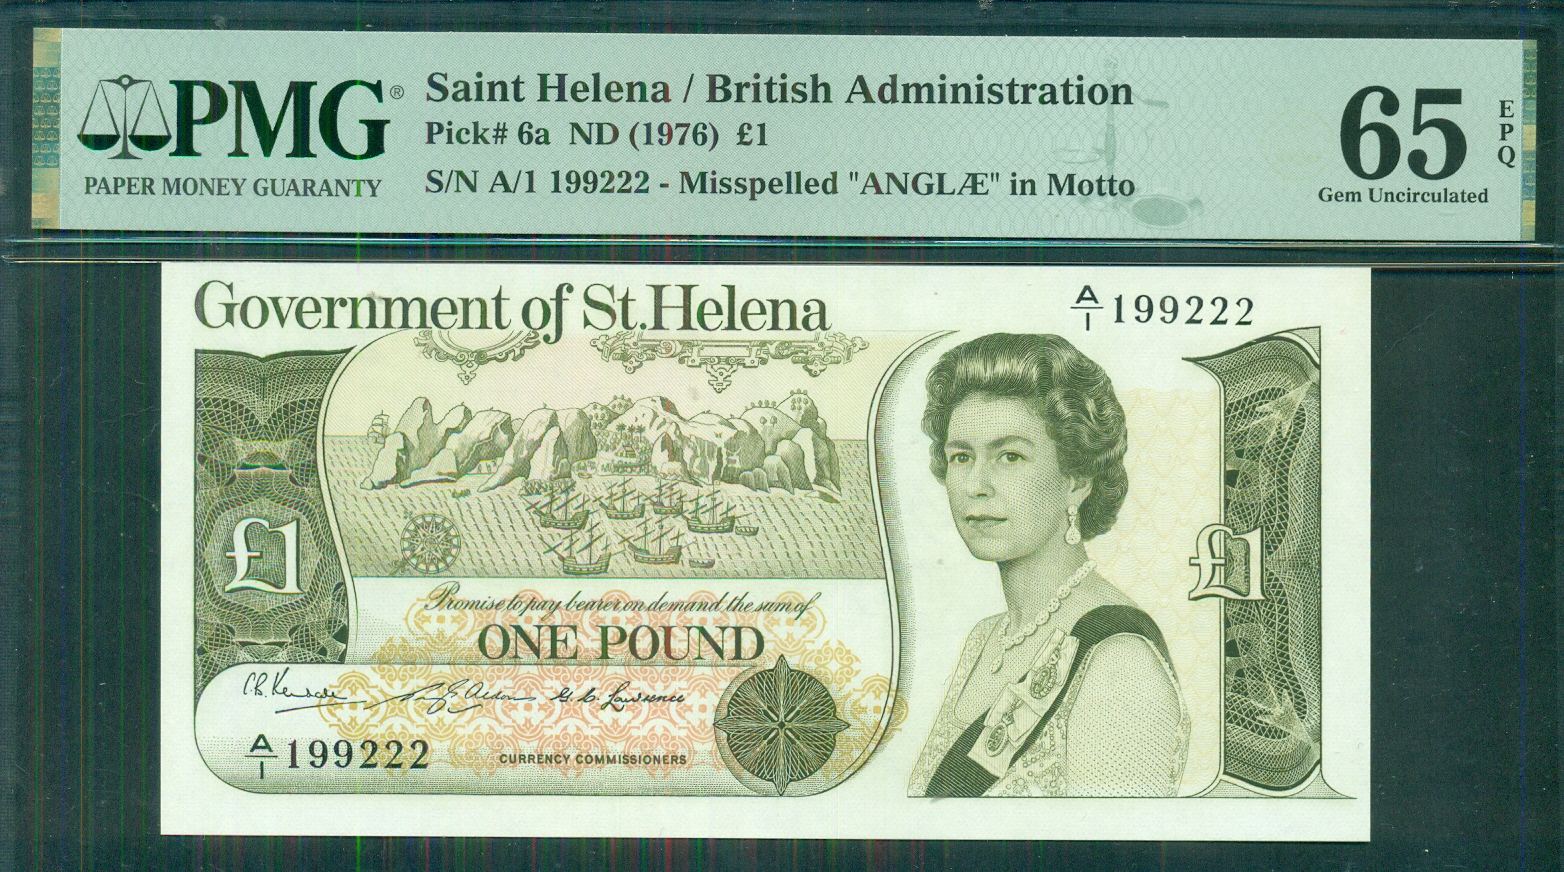 PMG®
PAPER MONEY GUARANTY
Saint Helena / British Administration
Pick# 6a ND (1976) £1
S/N A/1 199222 - Misspelled "ANGLÆ" in Motto
65
EPQ
Gem Uncirculated
Government of St. Helena
A/1 199222
£1
£1
Promise to pay bearer on demand the sum of
ONE POUND
G. C. Lawrence
A/1 199222
CURRENCY COMMISSIONERS